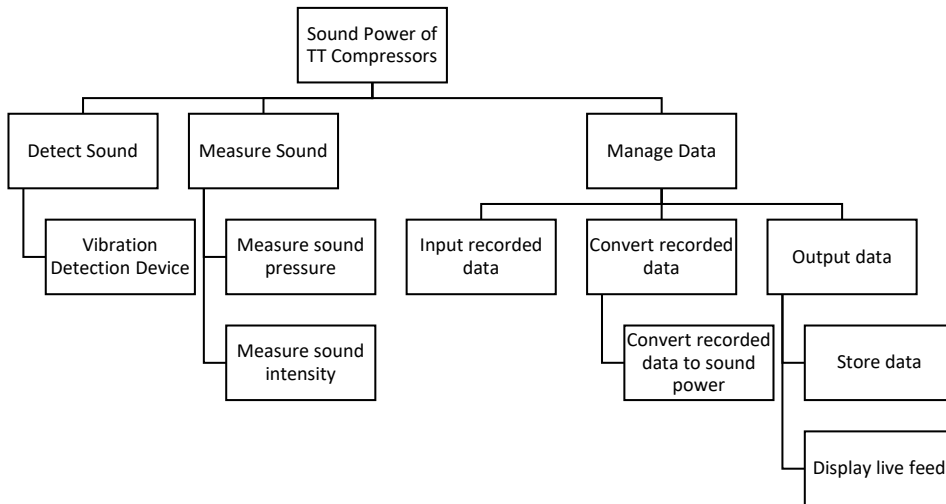 Sound Power of
TT Compressors
Detect Sound
Measure Sound
Manage Data
Vibration
Detection Device
Measure sound
pressure
Input recorded
data
Convert recorded
data
Output data
Measure sound
intensity
Convert recorded
data to sound
power
Store data
Display live feed